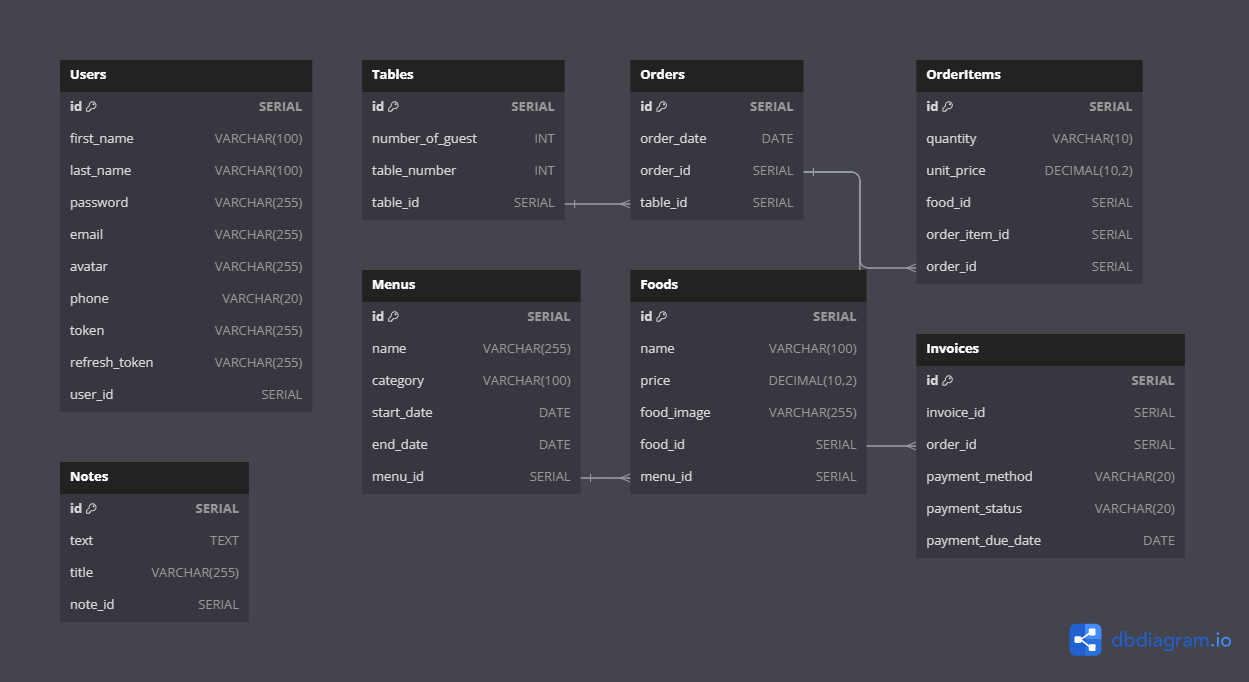 Users
id SERIAL
first_name VARCHAR(100)
last_name VARCHAR(100)
password VARCHAR(255)
email VARCHAR(255)
avatar VARCHAR(255)
phone VARCHAR(20)
token VARCHAR(255)
refresh_token VARCHAR(255)
user_id SERIAL
Notes
id SERIAL
text TEXT
title VARCHAR(255)
note_id SERIAL
Tables
id SERIAL
number_of_guest INT
table_number INT
table_id SERIAL
Menus
id SERIAL
name VARCHAR(255)
category VARCHAR(100)
start_date DATE
end_date DATE
menu_id SERIAL
Orders
id SERIAL
order_date DATE
order_id SERIAL
table_id SERIAL
Foods
id SERIAL
name VARCHAR(100)
price DECIMAL(10,2)
food_image VARCHAR(255)
food_id SERIAL
menu_id SERIAL
OrderItems
id SERIAL
quantity VARCHAR(10)
unit_price DECIMAL(10,2)
food_id SERIAL
order_item_id SERIAL
order_id SERIAL
Invoices
id SERIAL
invoice_id SERIAL
order_id SERIAL
payment_method VARCHAR(20)
payment_status VARCHAR(20)
payment_due_date DATE
dbdiagram.io